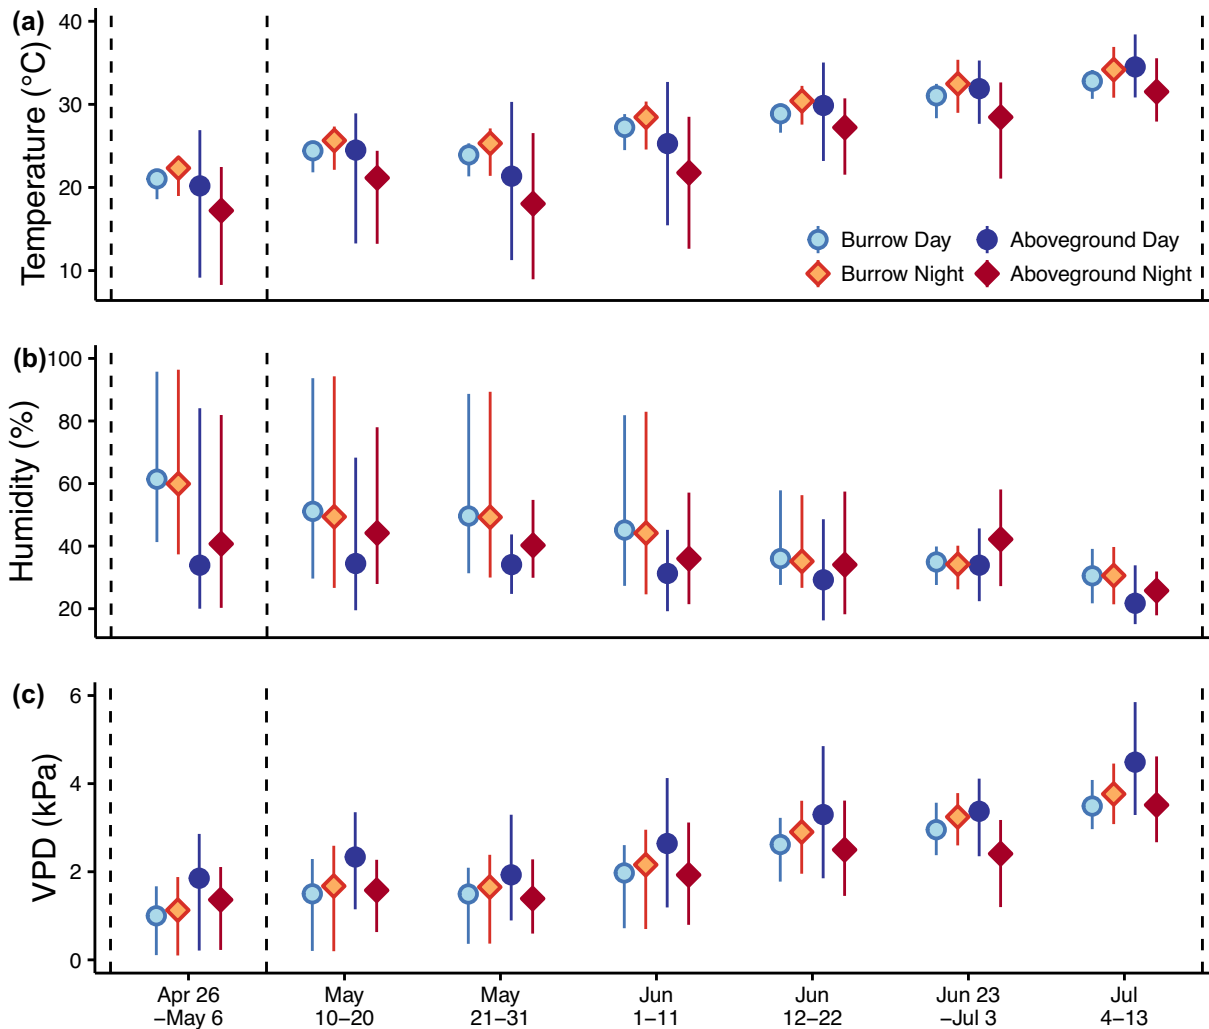 (a)
Temperature (°C)
40
30
20
10
Burrow Day
Aboveground Day
Burrow Night
Aboveground Night
(b)
Humidity (%)
100
80
60
40
20
(c)
VPD (kPa)
6
4
2
0
Apr 26
–May 6
May
10–20
May
21–31
Jun
1–11
Jun
12–22
Jun 23
–Jul 3
Jul
4–13